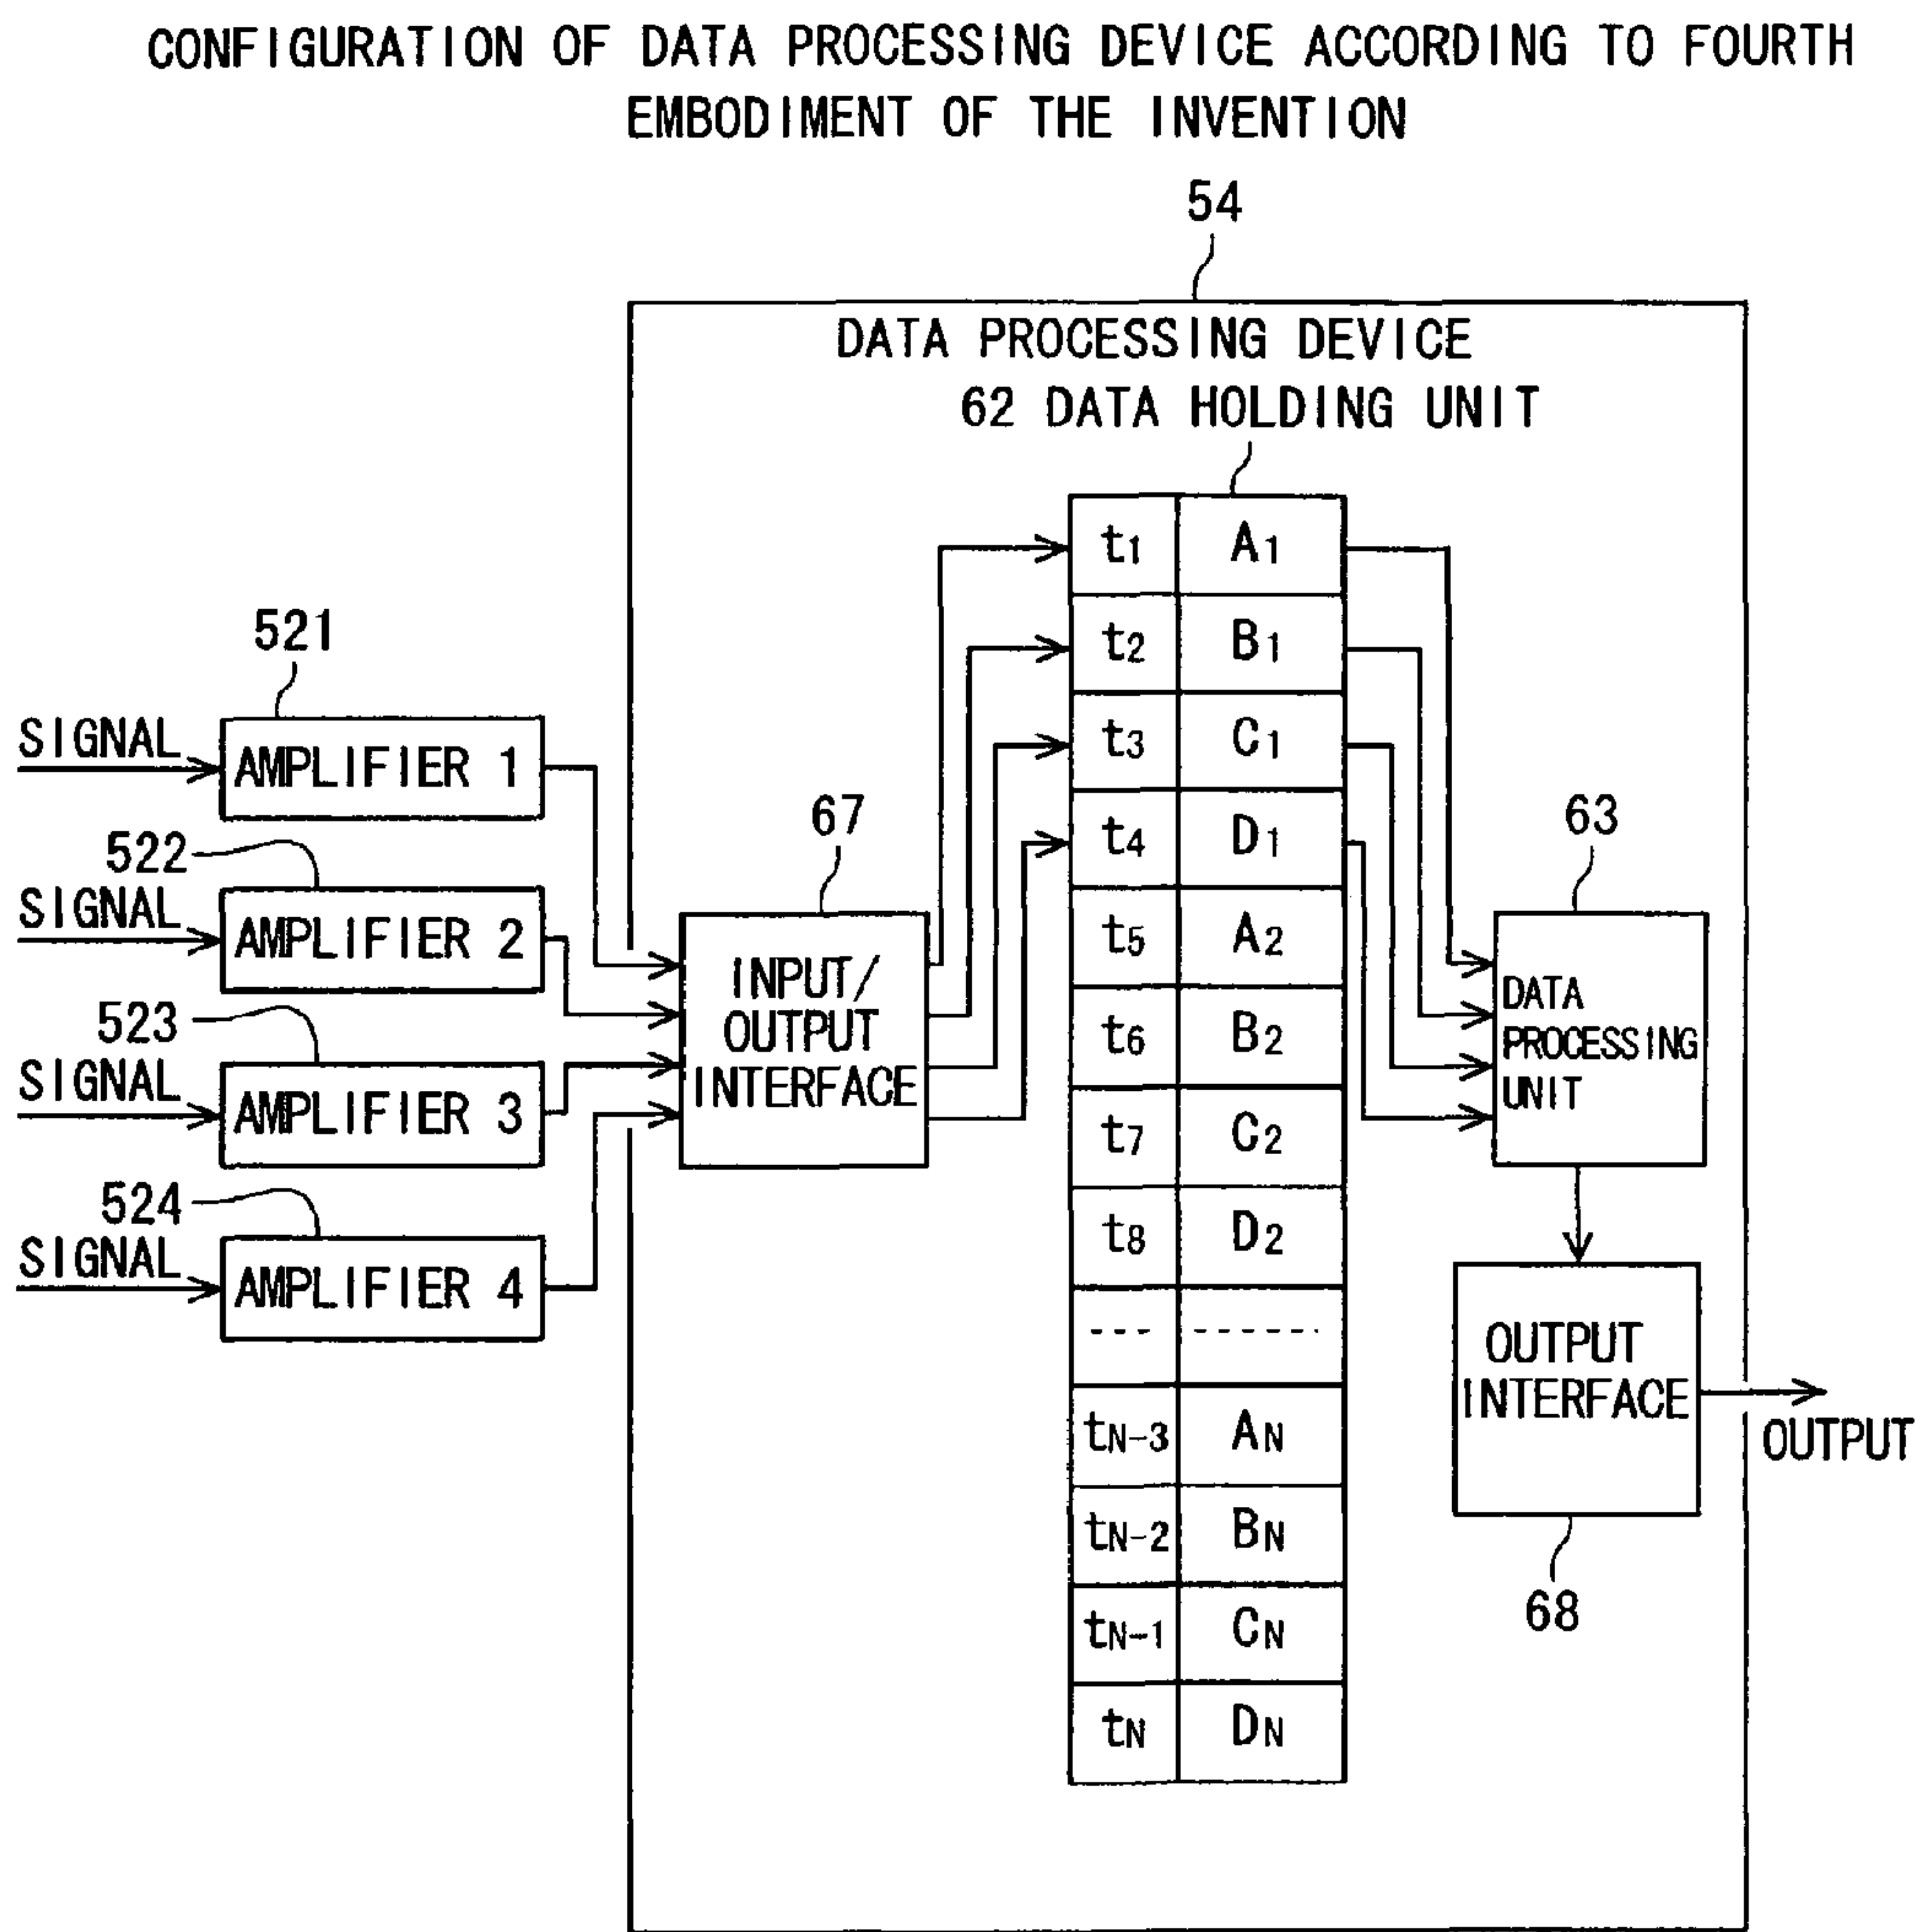 CONFIGURATION OF DATA PROCESSING DEVICE ACCORDING TO FOURTH
EMBODIMENT OF THE INVENTION
54
DATA PROCESSING DEVICE
62 DATA HOLDING UNIT
521
SIGNAL
AMPLIFIER 1
522
SIGNAL
AMPLIFIER 2
523
SIGNAL
AMPLIFIER 3
524
SIGNAL
AMPLIFIER 4
67
INPUT/
OUTPUT
INTERFACE
t1 A1
t2 B1
t3 C1
t4 D1
t5 A2
t6 B2
t7 C2
t8 D2
--- ------
tN-3 AN
tN-2 BN
tN-1 CN
tN DN
63
DATA
PROCESSING
UNIT
OUTPUT
INTERFACE
68
OUTPUT